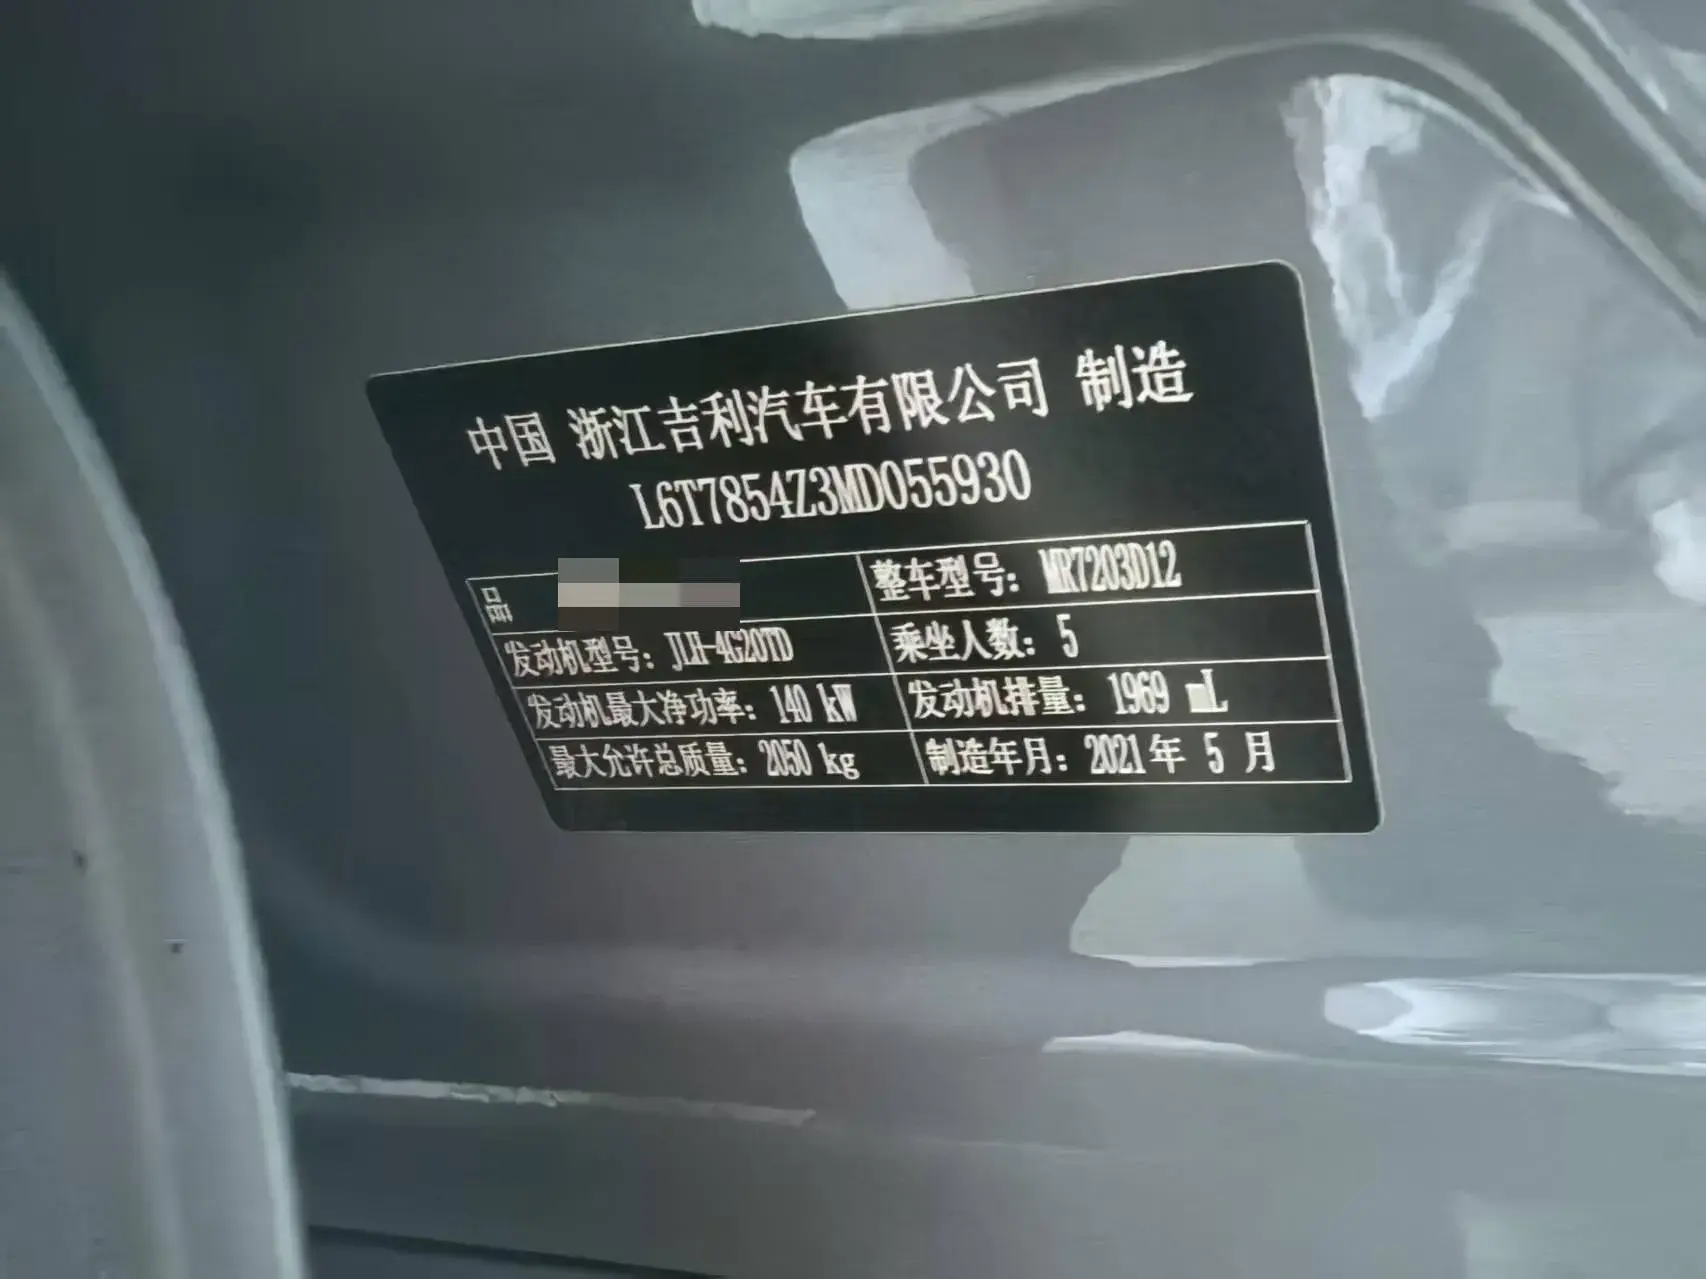 中国 浙江吉利汽车有限公司 制造
L6T7854Z3MD055930
品
整车型号：MR7203D12
发动机型号：JLH-4G20TD
乘坐人数：5
发动机最大净功率：140 kW
发动机排量：1969 mL
最大允许总质量：2050 kg
制造年月：2021年 5 月